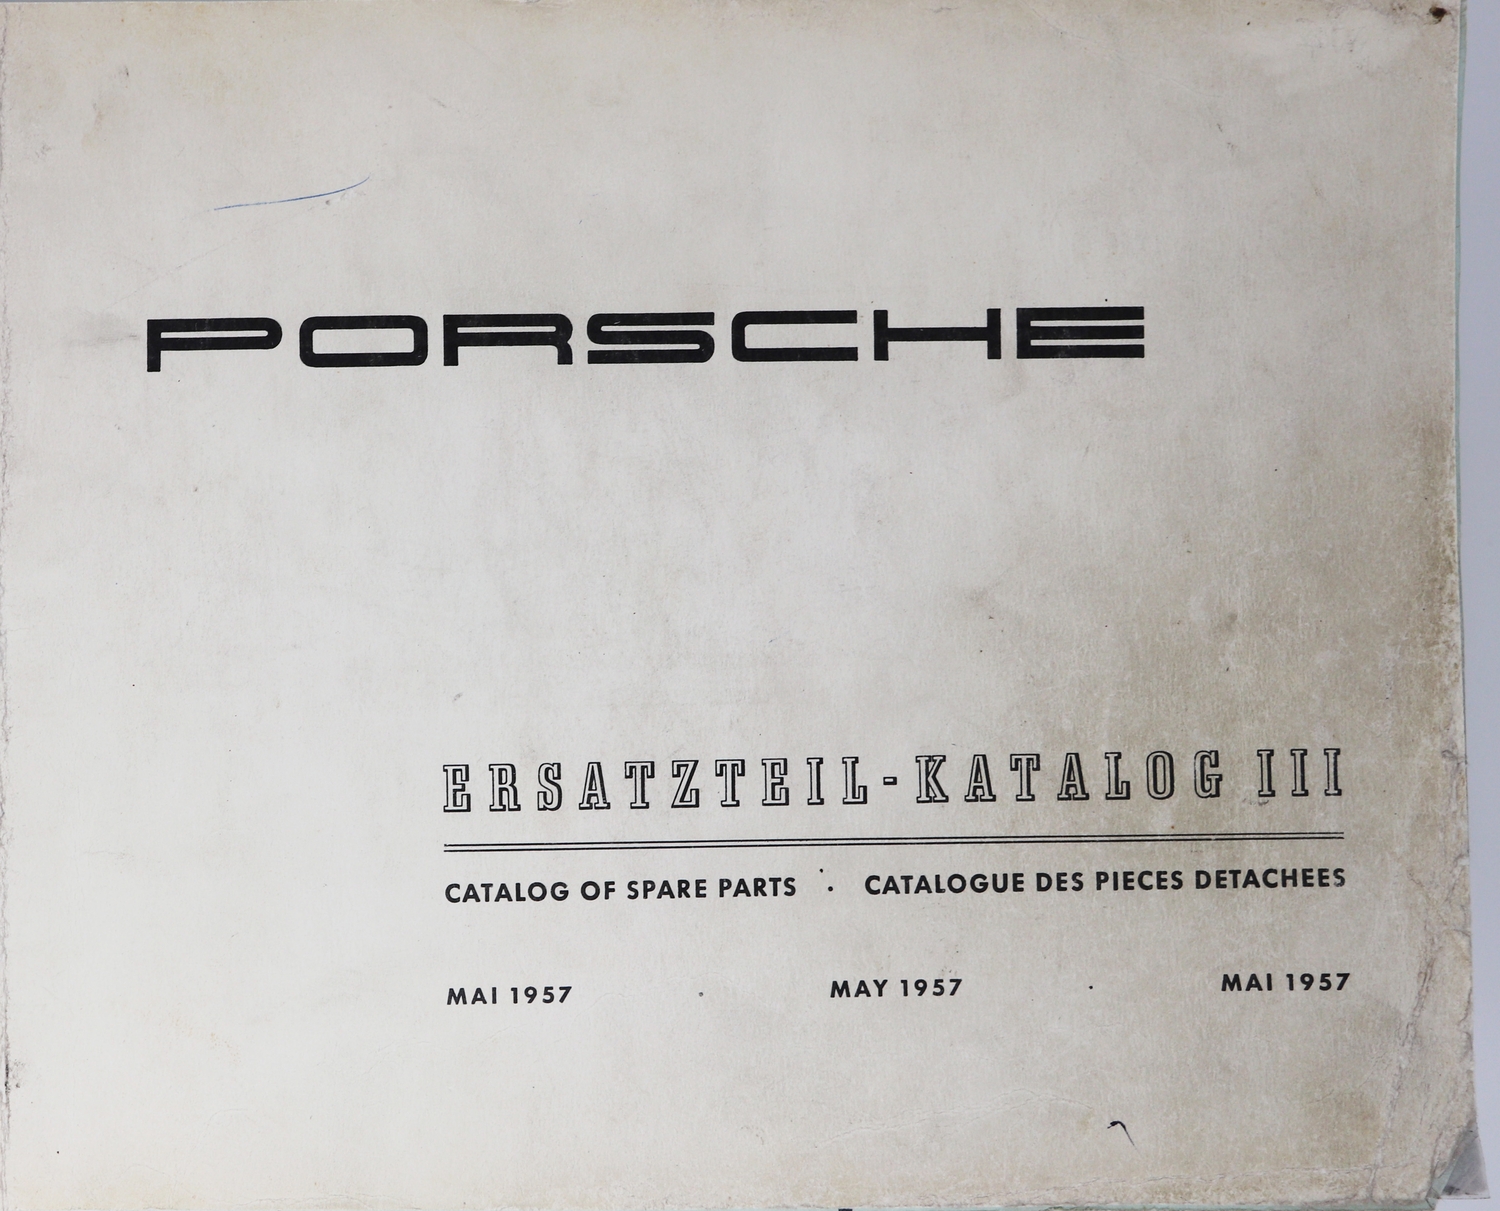 PORSCHE
ERSATZTEIL-KATALOG III
CATALOG OF SPARE PARTS · CATALOGUE DES PIECES DETACHEES
MAI 1957 · MAY 1957 · MAI 1957